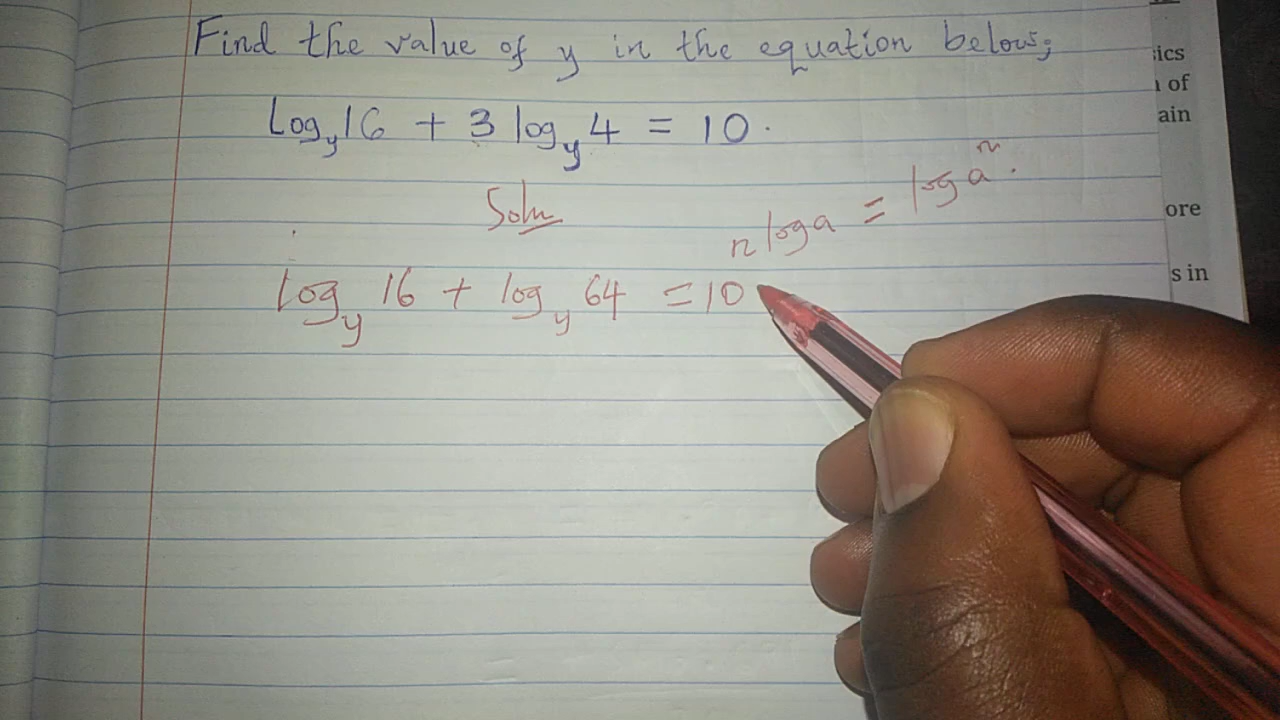 Find the value of y in the equation below;
Log_y 16 + 3 log_y 4 = 10.
Soln
n log a = log a^n.
log_y 16 + log_y 64 = 10
ics
of
ain
ore
s in